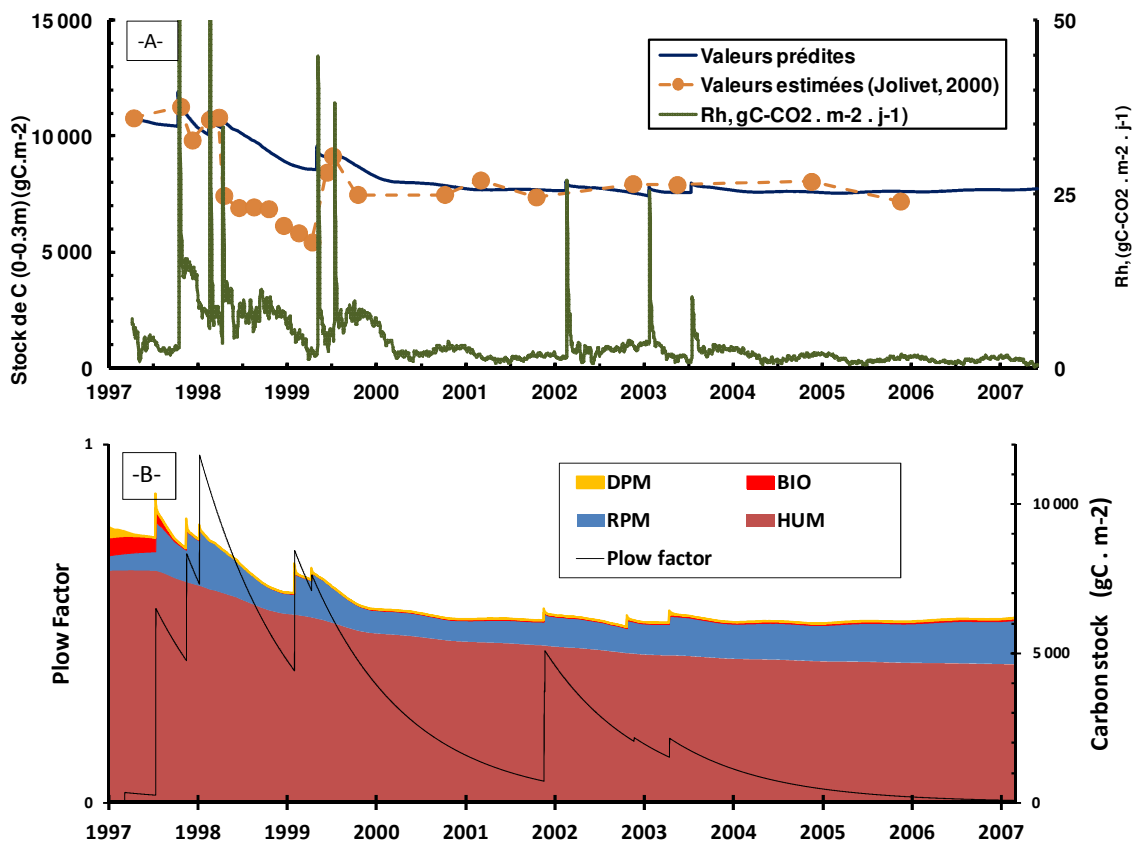 15 000
50
-A-
Valeurs prédites
Valeurs estimées (Jolivet, 2000)
Rh, gC-CO2 . m-2 . j-1)
10 000
25
5 000
0
0
Stock de C (0-0.3m) (gC.m-2)
Rh, (gC-CO2 . m-2 . j-1)
1997 1998 1999 2000 2001 2002 2003 2004 2005 2006 2007
1
-B-
DPM BIO
RPM HUM
Plow factor
10 000
5 000
0
0
Plow Factor
Carbon stock (gC . m-2)
1997 1998 1999 2000 2001 2002 2003 2004 2005 2006 2007